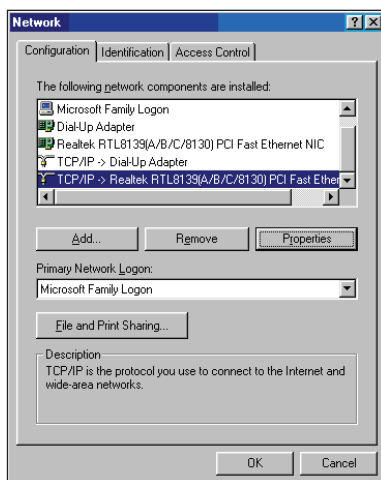 Network
Configuration Identification Access Control
The following network components are installed:
Microsoft Family Logon
Dial-Up Adapter
Realtek RTL8139(A/B/C/8130) PCI Fast Ethernet NIC
TCP/IP -> Dial-Up Adapter
TCP/IP -> Realtek RTL8139(A/B/C/8130) PCI Fast Ether
Add... Remove Properties
Primary Network Logon:
Microsoft Family Logon
File and Print Sharing...
Description
TCP/IP is the protocol you use to connect to the Internet and
wide-area networks.
OK Cancel